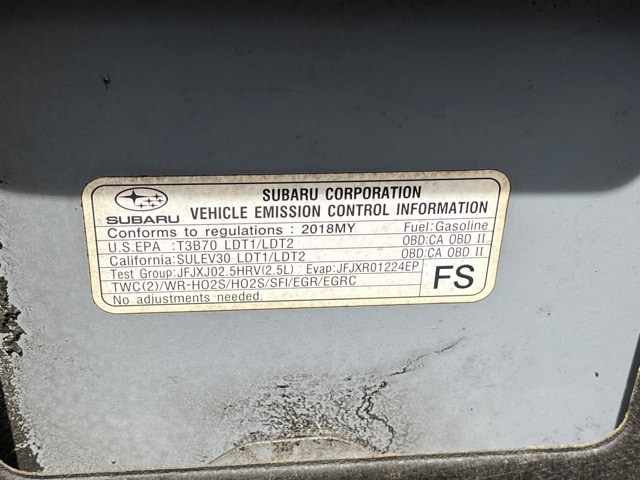 SUBARU CORPORATION
SUBARU VEHICLE EMISSION CONTROL INFORMATION
Conforms to regulations : 2018MY Fuel:Gasoline
U.S.EPA :T3B70 LDT1/LDT2 OBD:CA OBD II
California:SULEV30 LDT1/LDT2 OBD:CA OBD II
Test Group:JFJXJ02.5HRV(2.5L) Evap:JFJXR01224EP
TWC(2)/WR-HO2S/HO2S/SFI/EGR/EGRC FS
No adjustments needed.